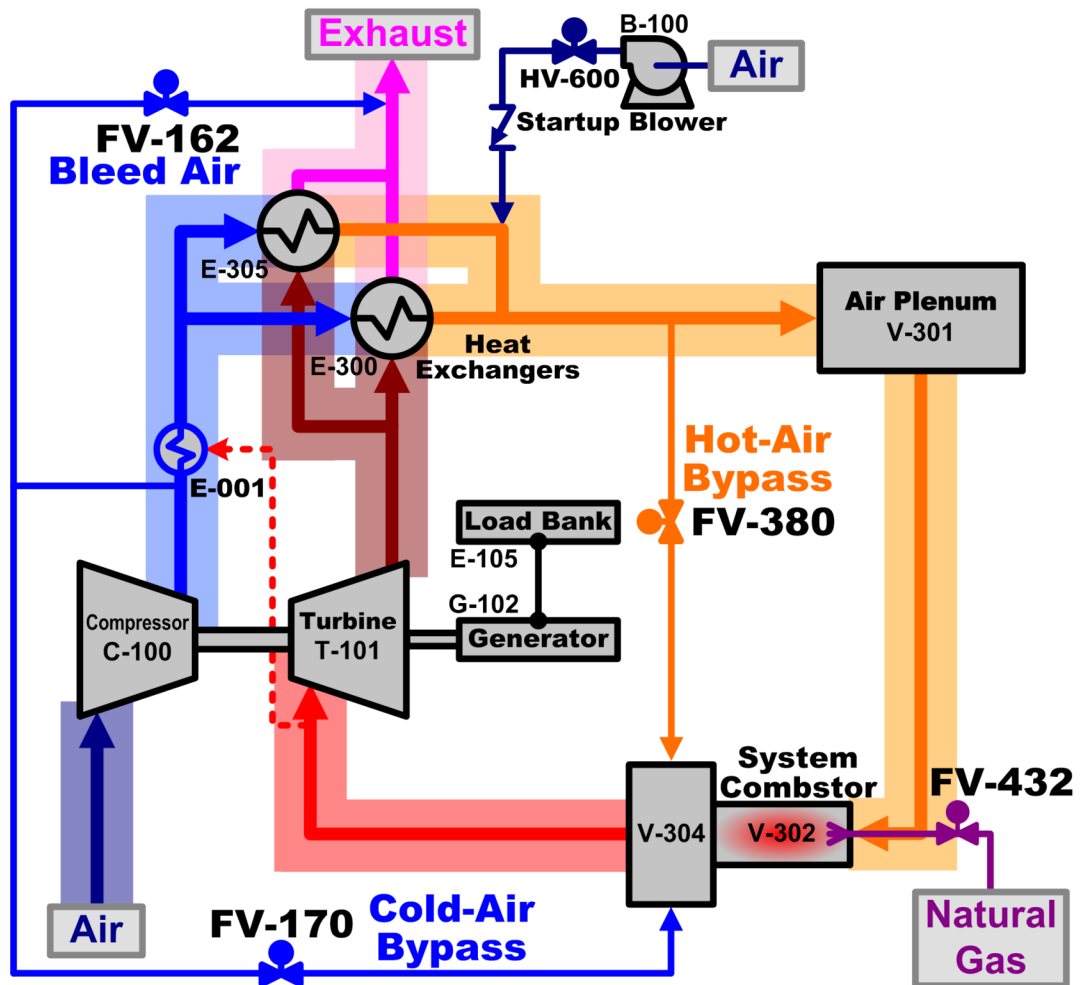 Exhaust
B-100
Air
HV-600
Startup Blower
FV-162
Bleed Air
E-305
E-300
Heat
Exchangers
Air Plenum
V-301
E-001
Hot-Air
Bypass
FV-380
Load Bank
E-105
G-102
Generator
Compressor
C-100
Turbine
T-101
System
Combstor
FV-432
V-304
V-302
Air
FV-170
Cold-Air
Bypass
Natural
Gas